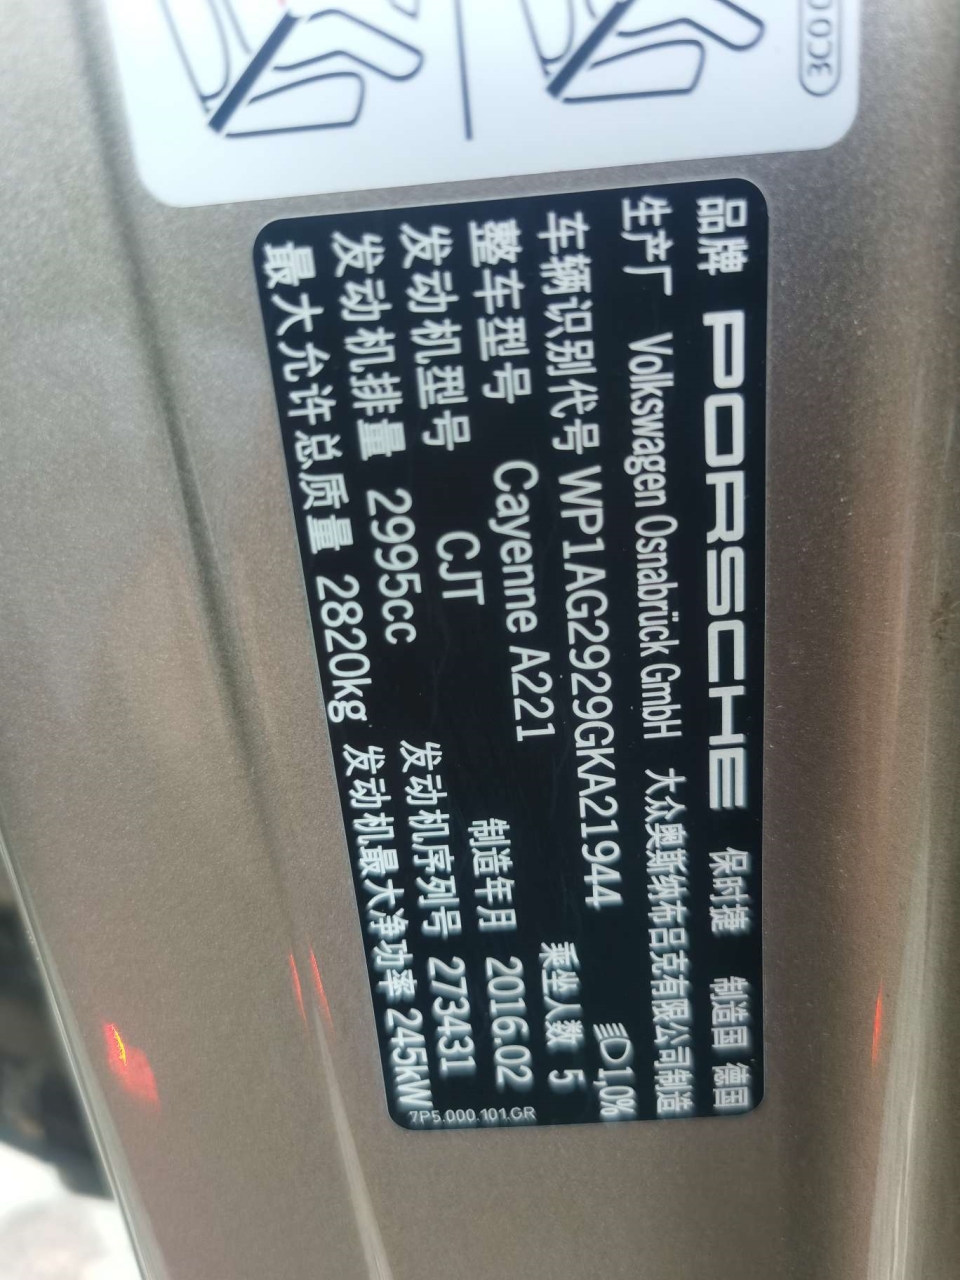 3C0 0
品牌 PORSCHE 保时捷 制造国 德国
生产厂 Volkswagen Osnabrück GmbH 大众奥斯纳布吕克有限公司制造
车辆识别代号 WP1AG2929GKA21944 1,0%
整车型号 Cayenne A221 乘坐人数 5
发动机型号 CJT 制造年月 2016.02
发动机排量 2995cc 发动机序列号 273431
最大允许总质量 2820kg 发动机最大净功率 245kW
7P5.000.101.GR